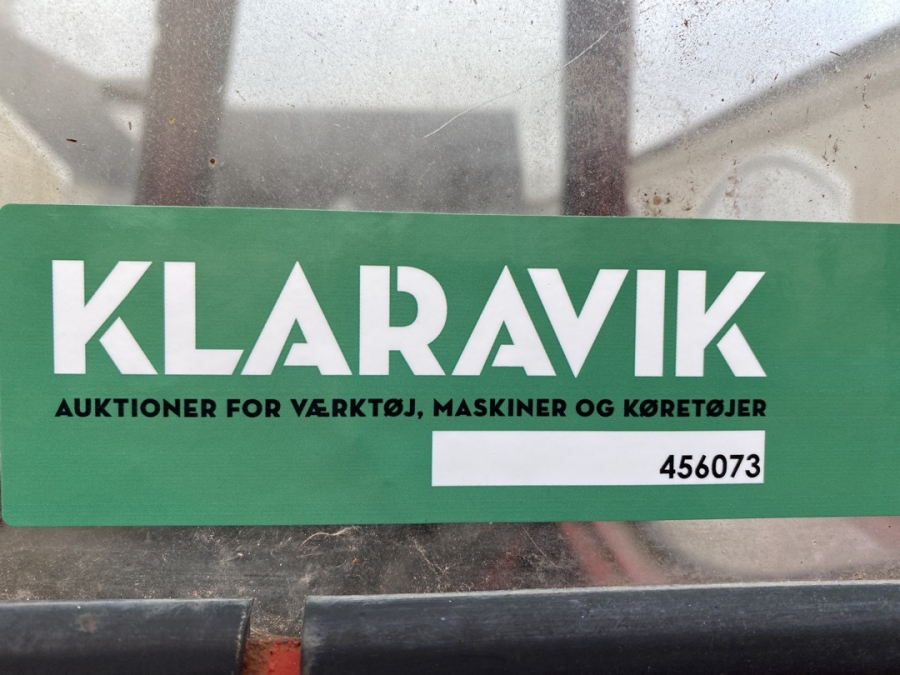 KLARAVIK
AUKTIONER FOR VÆRKTØJ, MASKINER OG KØRETØJER
456073